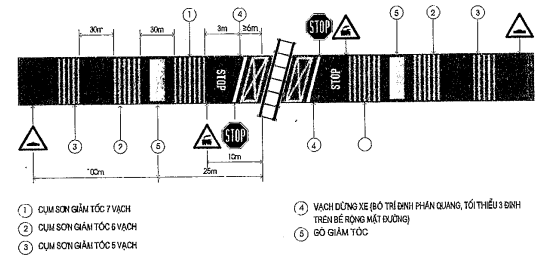 1 4 STOP 5 2 3
30m 30m 3m ≥6m
STOP STOP
3 2 5 STOP 4
10m
100m 25m
1 CỤM SƠN GIẢM TỐC 7 VẠCH
2 CỤM SƠN GIẢM TỐC 6 VẠCH
3 CỤM SƠN GIẢM TỐC 5 VẠCH
4 VẠCH DỪNG XE (BỐ TRÍ ĐINH PHẢN QUANG, TỐI THIỂU 3 ĐINH
TRÊN BỀ RỘNG MẶT ĐƯỜNG)
5 GỜ GIẢM TỐC